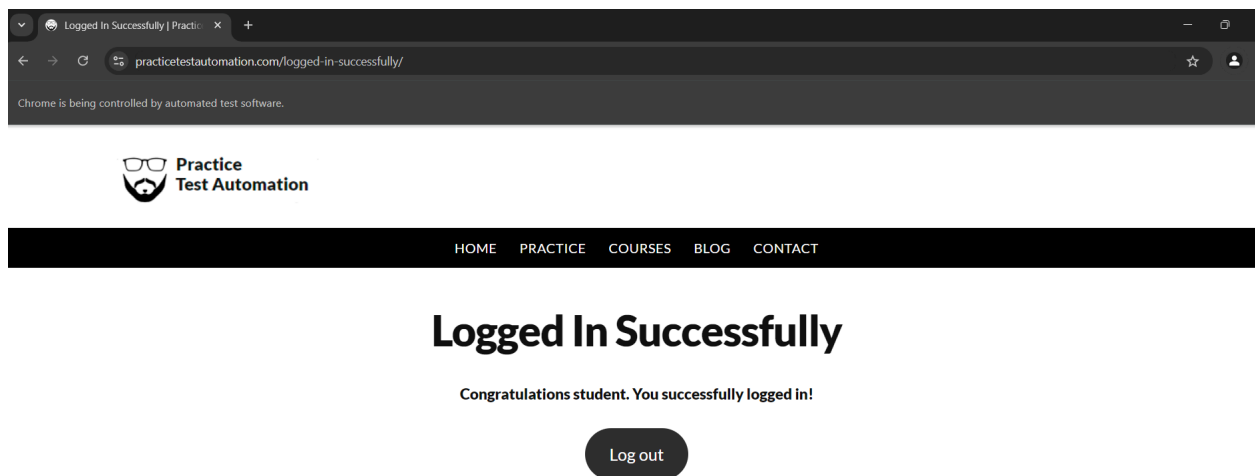 Logged In Successfully | Practic
practicetestautomation.com/logged-in-successfully/
Chrome is being controlled by automated test software.
Practice
Test Automation
HOME PRACTICE COURSES BLOG CONTACT
Logged In Successfully
Congratulations student. You successfully logged in!
Log out